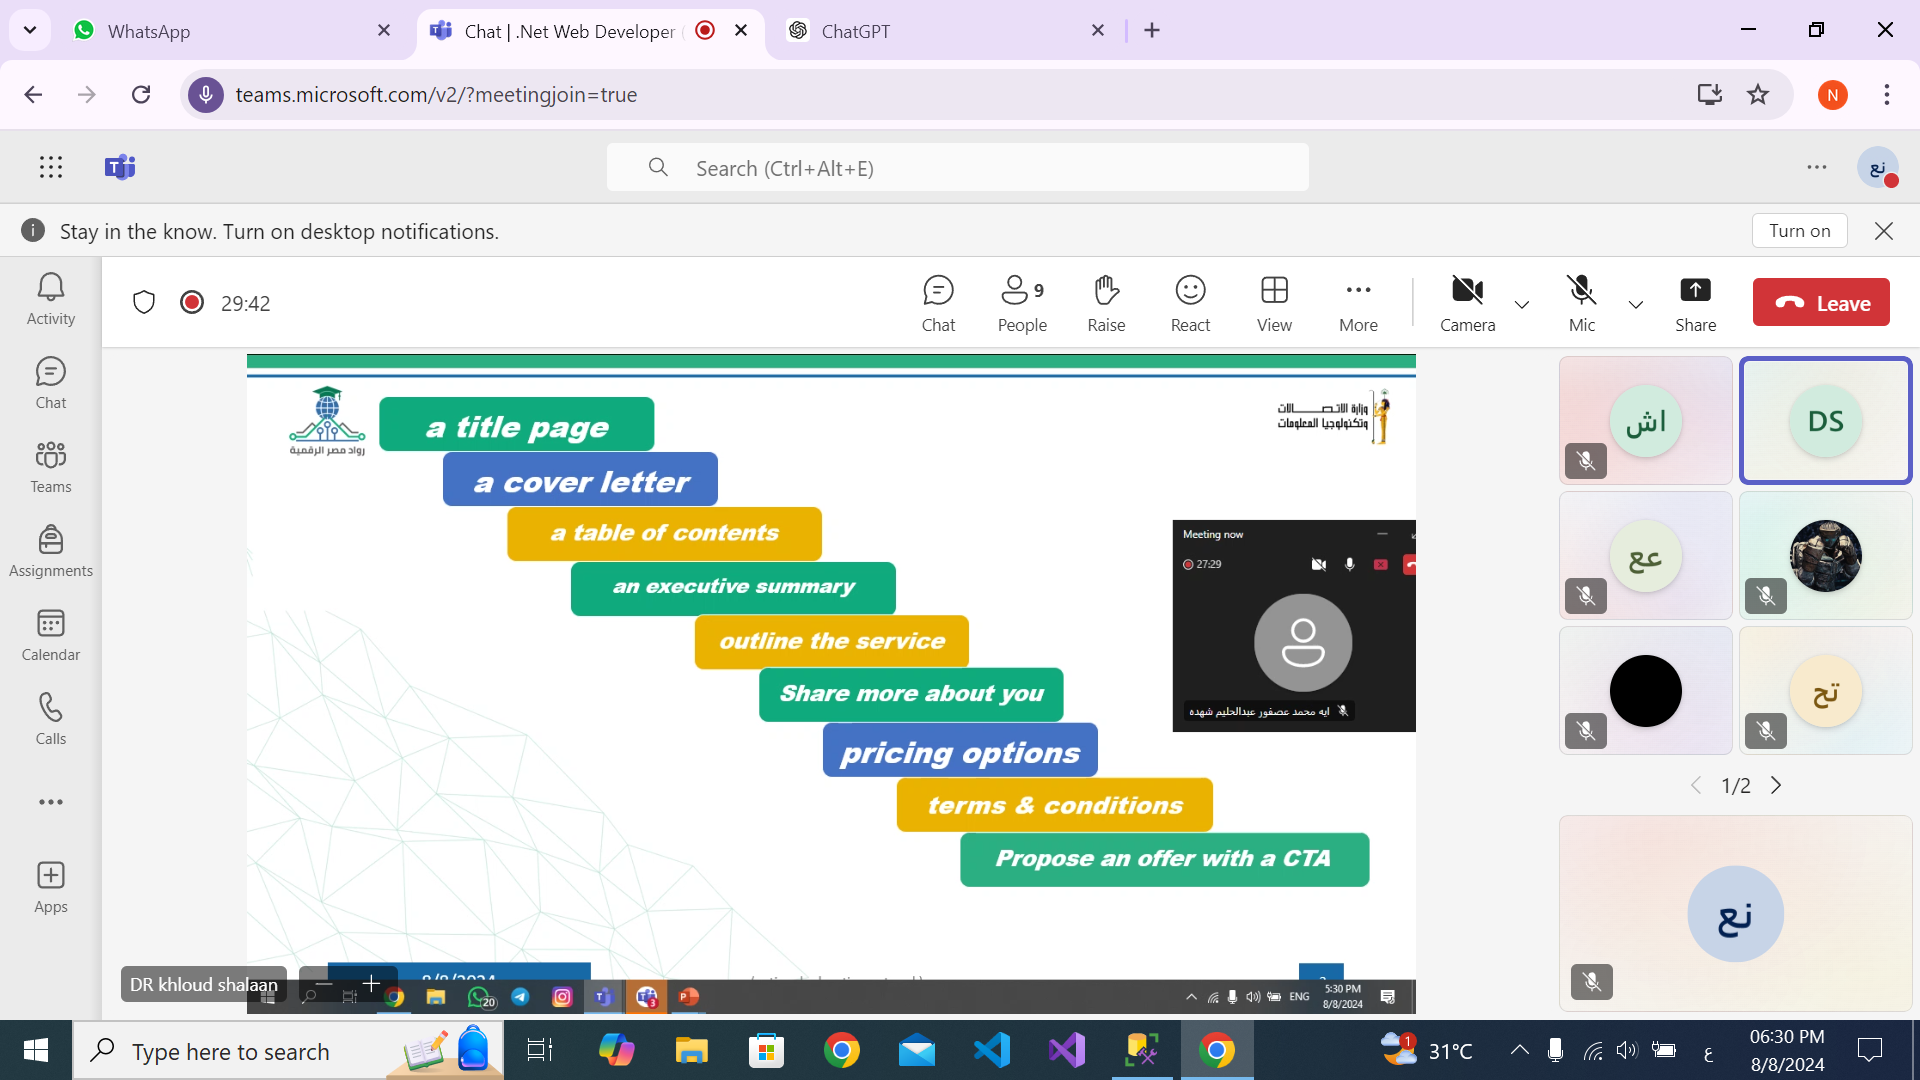 WhatsApp
Chat | .Net Web Developer
ChatGPT
teams.microsoft.com/v2/?meetingjoin=true
N
Search (Ctrl+Alt+E)
نع
Stay in the know. Turn on desktop notifications.
Turn on
Activity
Chat
Teams
Assignments
Calendar
Calls
Apps
29:42
Chat
People
9
Raise
React
View
More
Camera
Mic
Share
Leave
رواد مصر الرقمية
وزارة الاتصالات
وتكنولوجيا المعلومات
a title page
a cover letter
a table of contents
an executive summary
outline the service
Share more about you
pricing options
terms & conditions
Propose an offer with a CTA
Meeting now
27:29
ايه محمد عصفور عبدالحليم شهده
8/8/2024
DR khloud shalaan
20
3
ENG
5:30 PM
8/8/2024
اش
DS
عع
تح
1/2
نع
Type here to search
1
31°C
ع
06:30 PM
8/8/2024